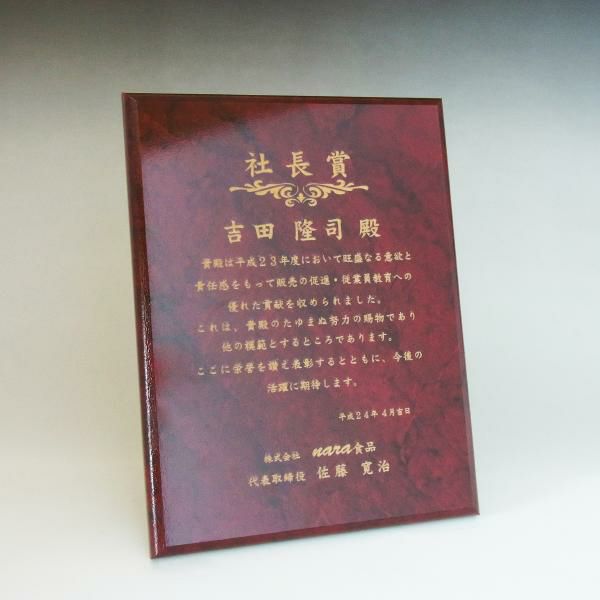 社長賞
吉田 隆司 殿
貴殿は平成23年度において旺盛なる意欲と
責任感をもって販売の促進・従業員教育への
優れた貢献を収められました。
これは、貴殿のたゆまぬ努力の賜物であり
他の模範とするところであります。
ここに栄誉を讃え表彰するとともに、今後の
活躍に期待します。
平成24年4月吉日
株式会社 nara食品
代表取締役 佐藤 寛治